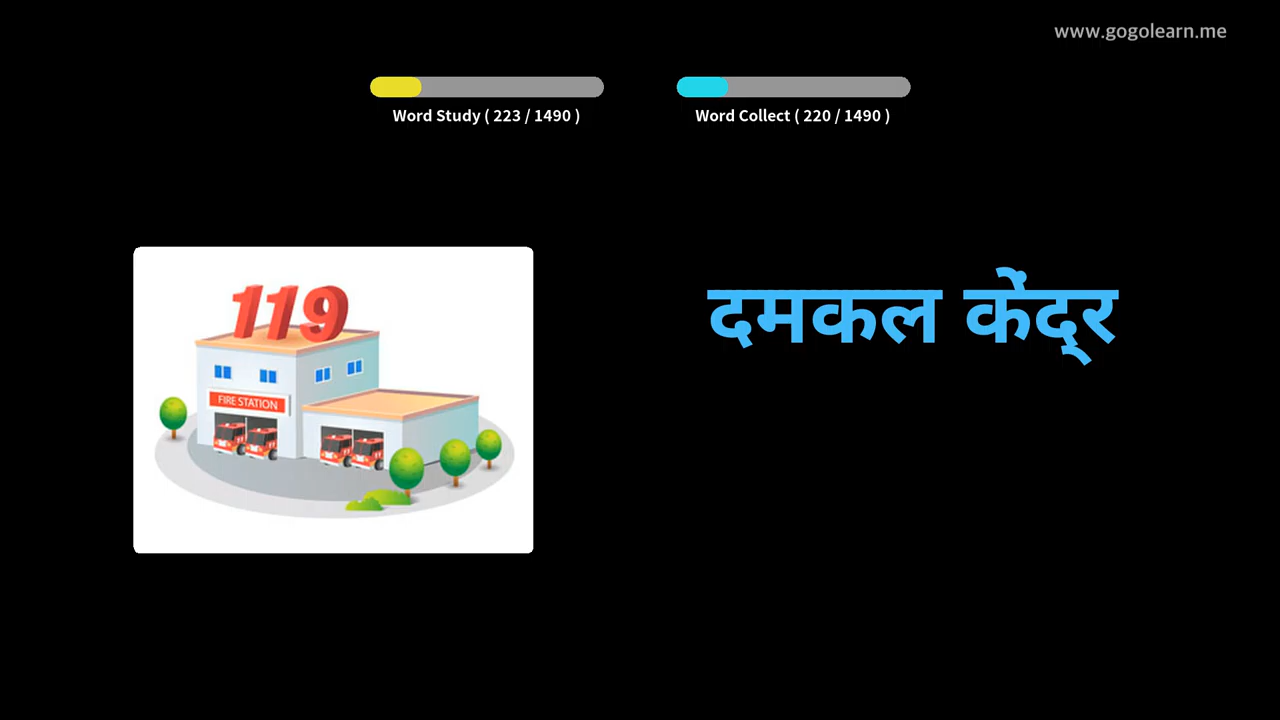 www.gogolearn.me
Word Study ( 223 / 1490 )
Word Collect ( 220 / 1490 )
119
FIRE STATION
दमकल केंद्र